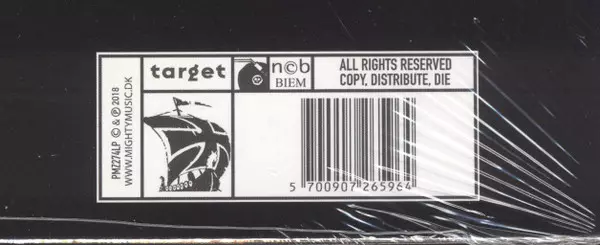 PMZ274LP © & ℗ 2018
WWW.MIGHTYMUSIC.DK
target
n©b
BIEM
ALL RIGHTS RESERVED
COPY, DISTRIBUTE, DIE
5 700907 265964